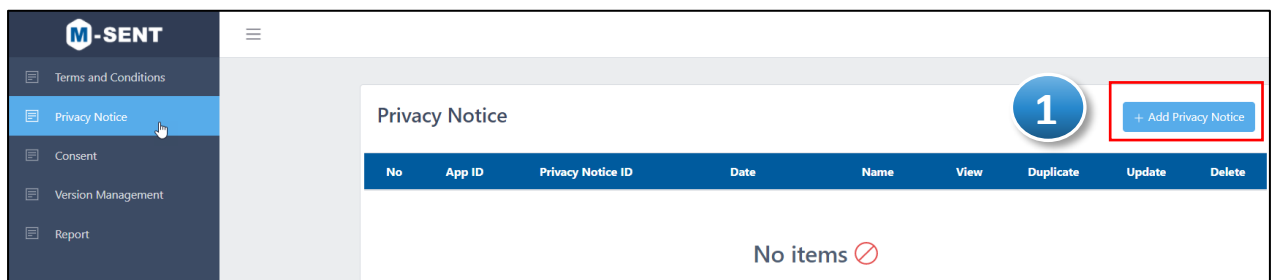 M-SENT
Terms and Conditions
Privacy Notice
Consent
Version Management
Report
Privacy Notice
1
+ Add Privacy Notice
No App ID Privacy Notice ID Date Name View Duplicate Update Delete
No items